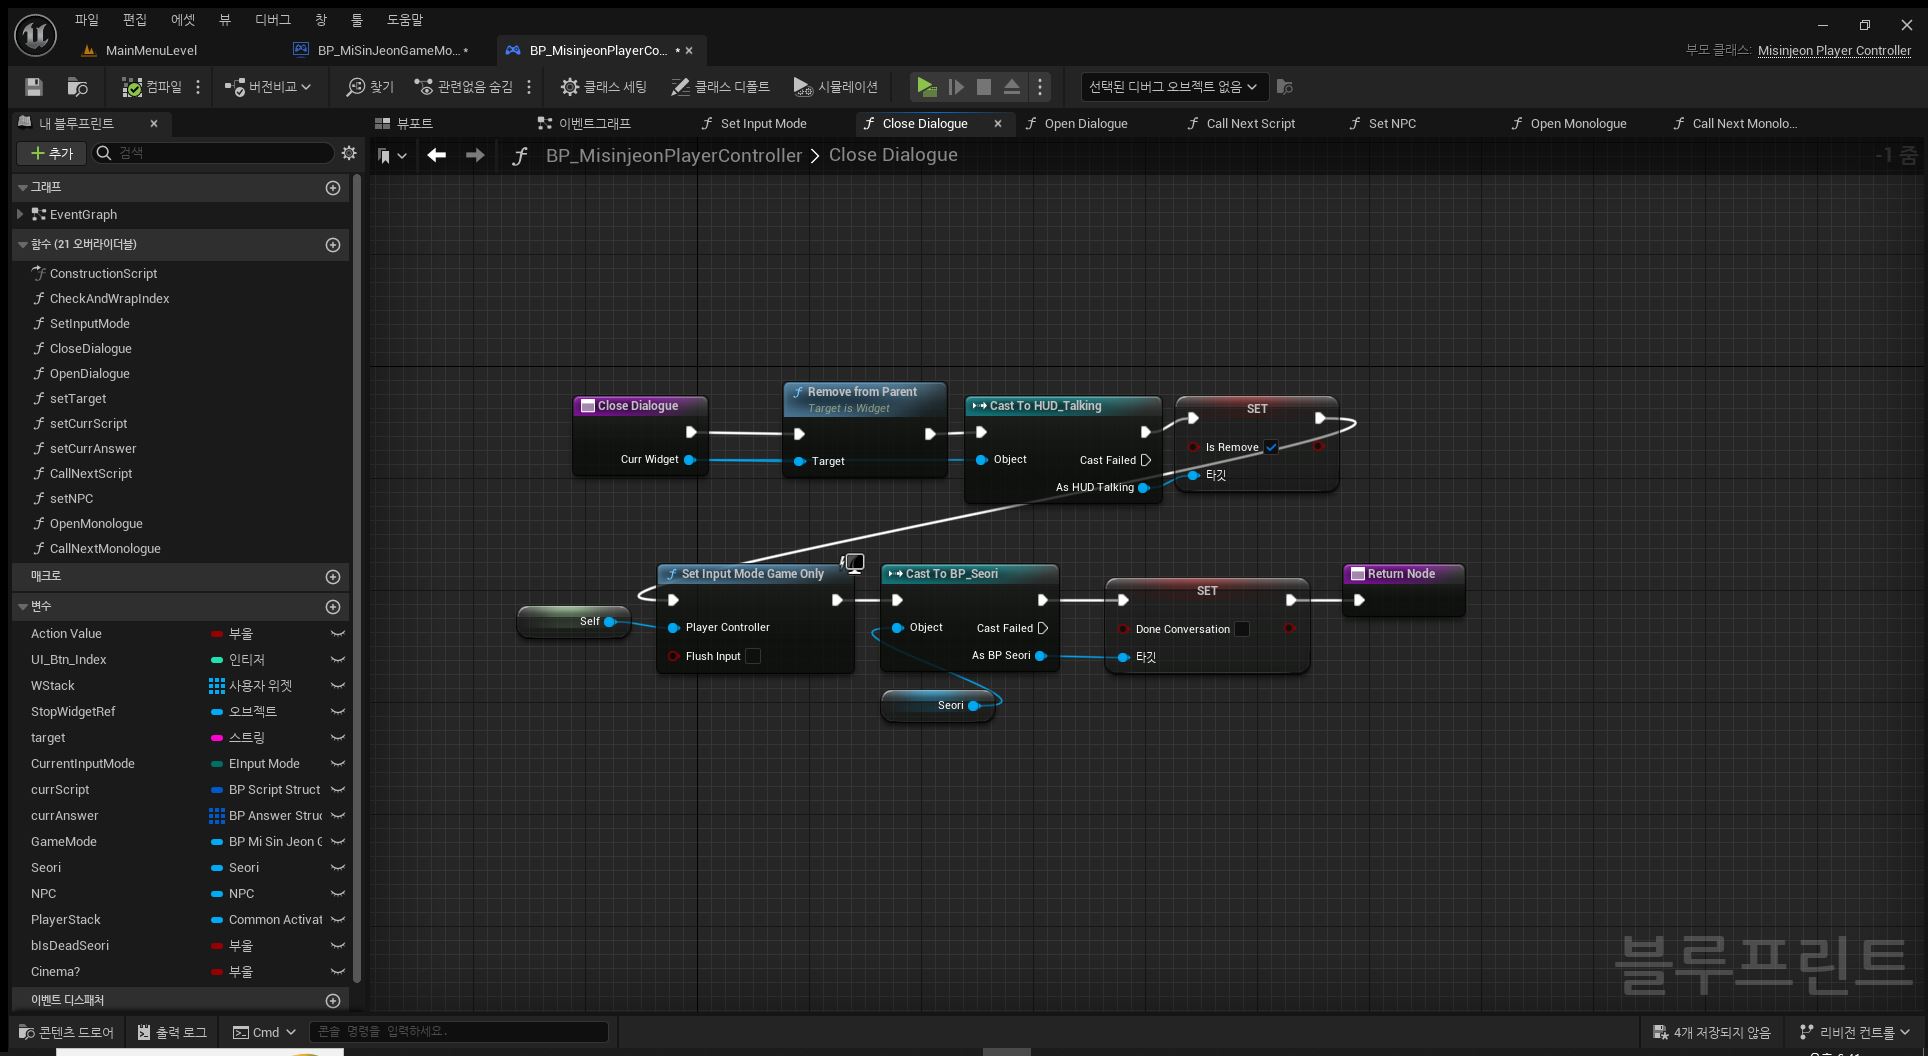 파일 편집 에셋 뷰 디버그 창 툴 도움말
MainMenuLevel
BP_MiSinJeonGameMo... *
BP_MisinjeonPlayerCo... *
부모 클래스: Misinjeon Player Controller
컴파일
버전비교
찾기
관련없음 숨김
클래스 세팅
클래스 디폴트
시뮬레이션
선택된 디버그 오브젝트 없음
내 블루프린트
뷰포트
이벤트그래프
Set Input Mode
Close Dialogue
Open Dialogue
Call Next Script
Set NPC
Open Monologue
Call Next Monolo...
추가
검색
BP_MisinjeonPlayerController > Close Dialogue
-1 줌
그래프
EventGraph
함수 (21 오버라이더블)
ConstructionScript
CheckAndWrapIndex
SetInputMode
CloseDialogue
OpenDialogue
setTarget
setCurrScript
setCurrAnswer
CallNextScript
setNPC
OpenMonologue
CallNextMonologue
매크로
변수
Action Value 부울
UI_Btn_Index 인티저
WStack 사용자 위젯
StopWidgetRef 오브젝트
target 스트링
CurrentInputMode EInput Mode
currScript BP Script Struct
currAnswer BP Answer Struc
GameMode BP Mi Sin Jeon G
Seori Seori
NPC NPC
PlayerStack Common Activat
bIsDeadSeori 부울
Cinema? 부울
이벤트 디스패처
Close Dialogue
Curr Widget
Remove from Parent
Target is Widget
Target
Cast To HUD_Talking
Object
Cast Failed
As HUD Talking
SET
Is Remove
타깃
Self
Set Input Mode Game Only
Player Controller
Flush Input
Cast To BP_Seori
Object
Cast Failed
As BP Seori
Seori
SET
Done Conversation
타깃
Return Node
블루프린트
콘텐츠 드로어
출력 로그
Cmd
콘솔 명령을 입력하세요.
4개 저장되지 않음
리비전 컨트롤